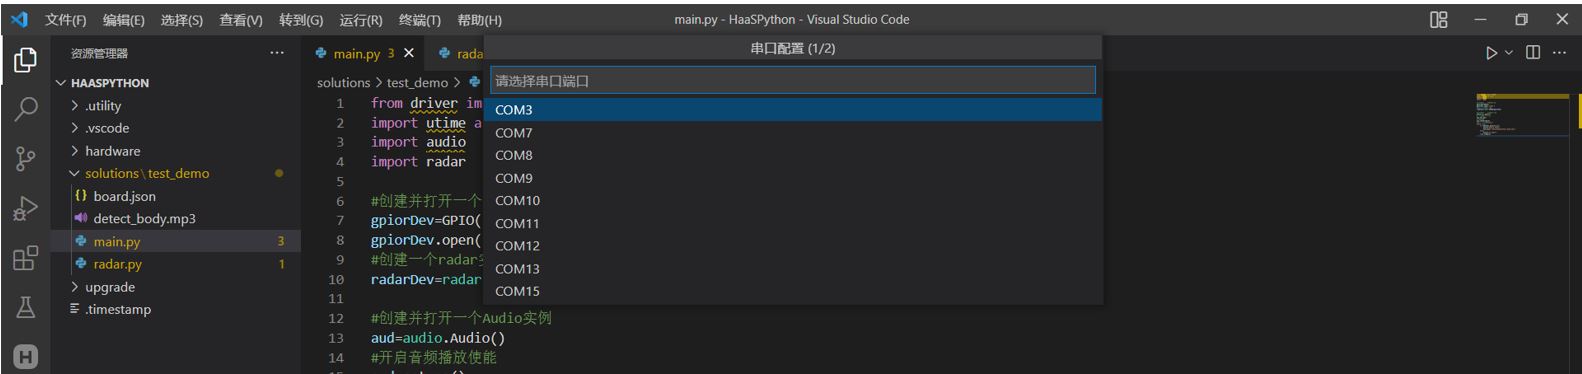 文件(F) 编辑(E) 选择(S) 查看(V) 转到(G) 运行(R) 终端(T) 帮助(H) main.py - HaaSPython - Visual Studio Code
资源管理器 ···
HAASPYTHON
.utility
.vscode
hardware
solutions\test_demo
board.json
detect_body.mp3
main.py 3
radar.py 1
upgrade
.timestamp
main.py 3 rada
solutions > test_demo >
串口配置 (1/2)
请选择串口端口
COM3
COM7
COM8
COM9
COM10
COM11
COM12
COM13
COM15
1 from driver im
2 import utime a
3 import audio
4 import radar
5
6 #创建并打开一个
7 gpiorDev=GPIO(
8 gpiorDev.open(
9 #创建一个radar
10 radarDev=radar
11
12 #创建并打开一个Audio实例
13 aud=audio.Audio()
14 #开启音频播放使能